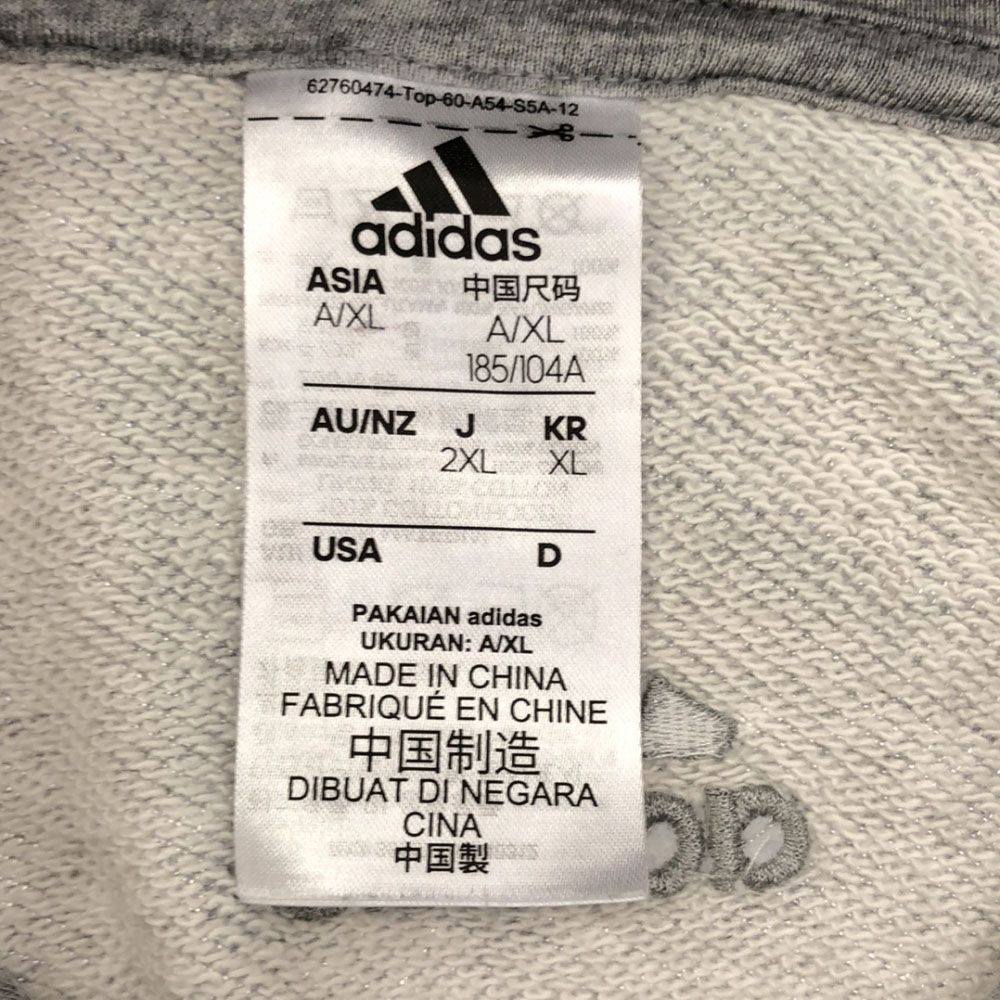 62760474-Top-60-A54-S5A-12
adidas
ASIA 中国尺码
A/XL A/XL
185/104A
AU/NZ J KR
2XL XL
USA D
PAKAIAN adidas
UKURAN: A/XL
MADE IN CHINA
FABRIQUÉ EN CHINE
中国制造
DIBUAT DI NEGARA
CINA
中国製